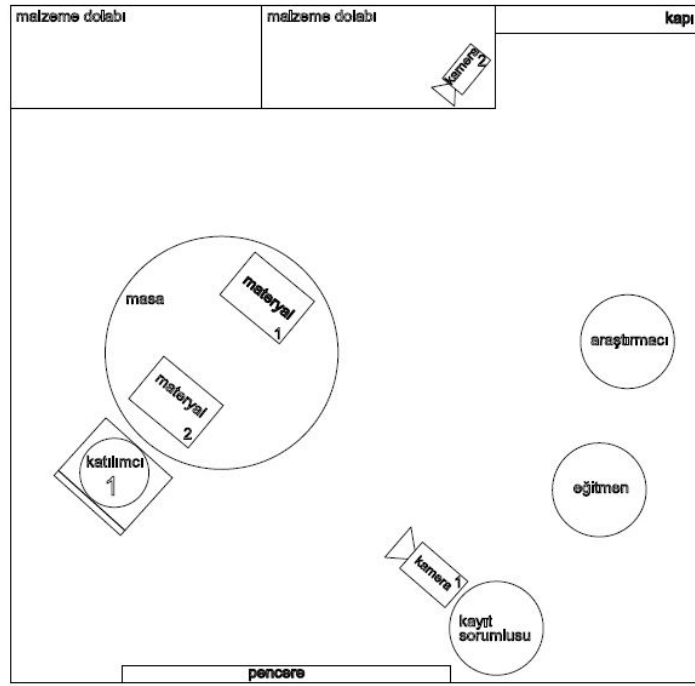 malzeme dolabı
malzeme dolabı
kapı
kamera
2
materyal
1
masa
araştırmacı
materyal
2
katılımcı
1
eğitmen
kamera 1
kayıt
sorumlusu
pencere